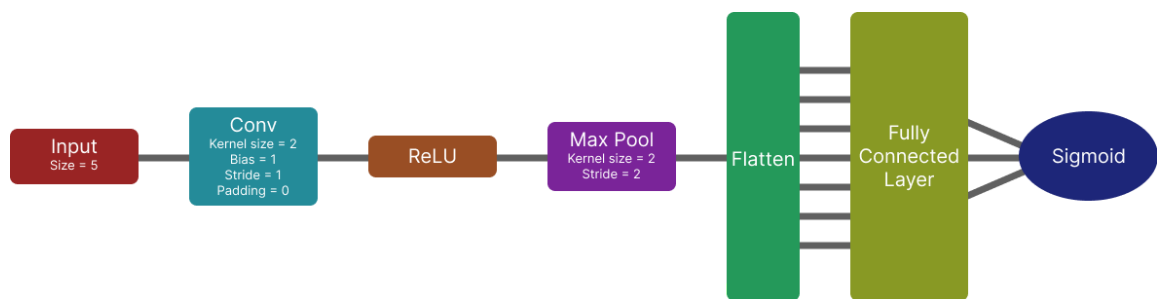 Input
Size = 5
Conv
Kernel size = 2
Bias = 1
Stride = 1
Padding = 0
ReLU
Max Pool
Kernel size = 2
Stride = 2
Flatten
Fully
Connected
Layer
Sigmoid